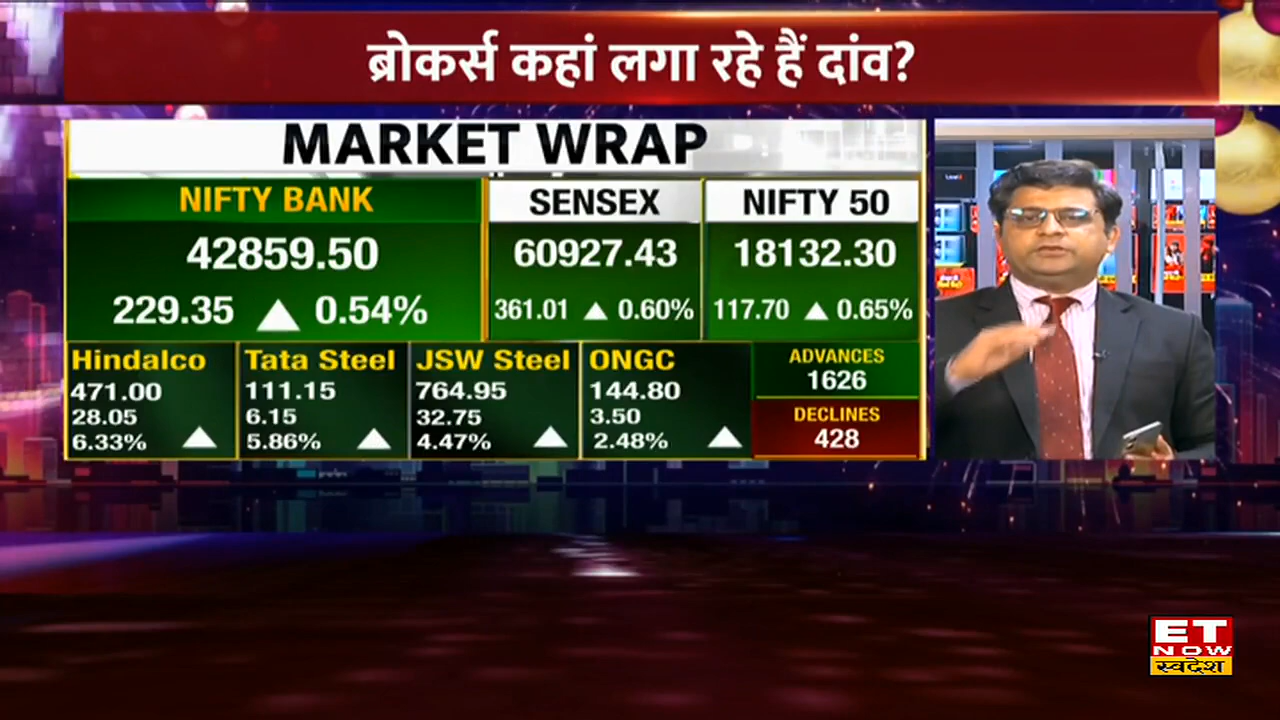 ब्रोकर्स कहां लगा रहे हैं दांव?
MARKET WRAP
NIFTY BANK
42859.50
229.35 ▲ 0.54%
SENSEX
60927.43
361.01 ▲ 0.60%
NIFTY 50
18132.30
117.70 ▲ 0.65%
Hindalco
471.00
28.05
6.33% ▲
Tata Steel
111.15
6.15
5.86% ▲
JSW Steel
764.95
32.75
4.47% ▲
ONGC
144.80
3.50
2.48% ▲
ADVANCES
1626
DECLINES
428
ET
NOW
स्वदेश